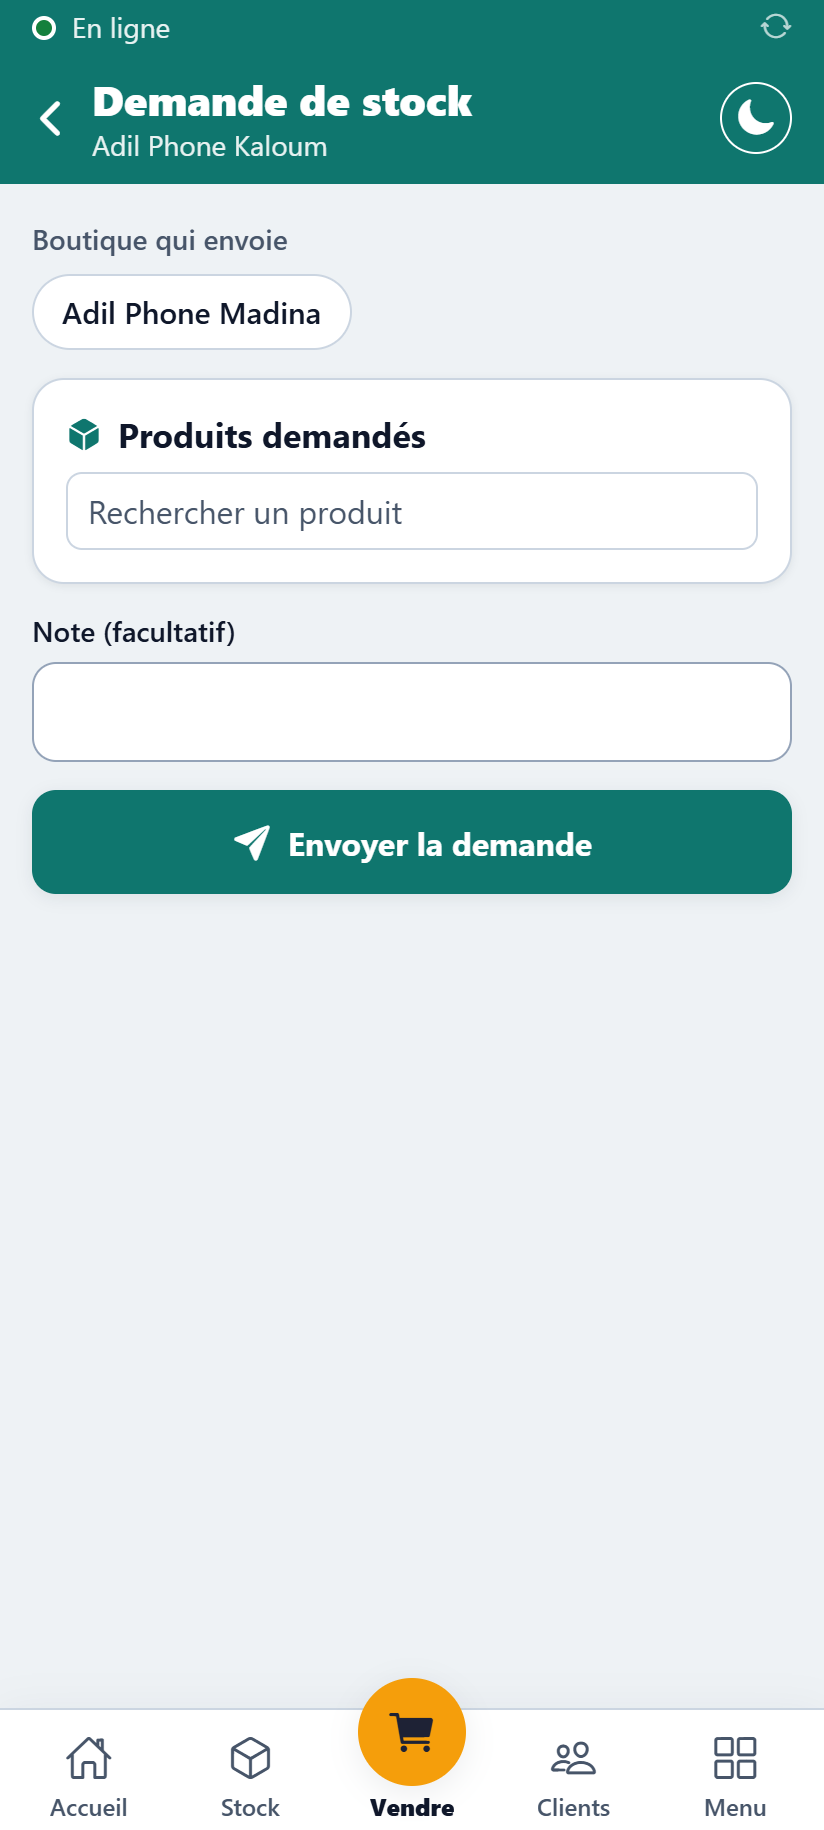 En ligne
Demande de stock
Adil Phone Kaloum
Boutique qui envoie
Adil Phone Madina
Produits demandés
Rechercher un produit
Note (facultatif)
Envoyer la demande
Accueil
Stock
Vendre
Clients
Menu